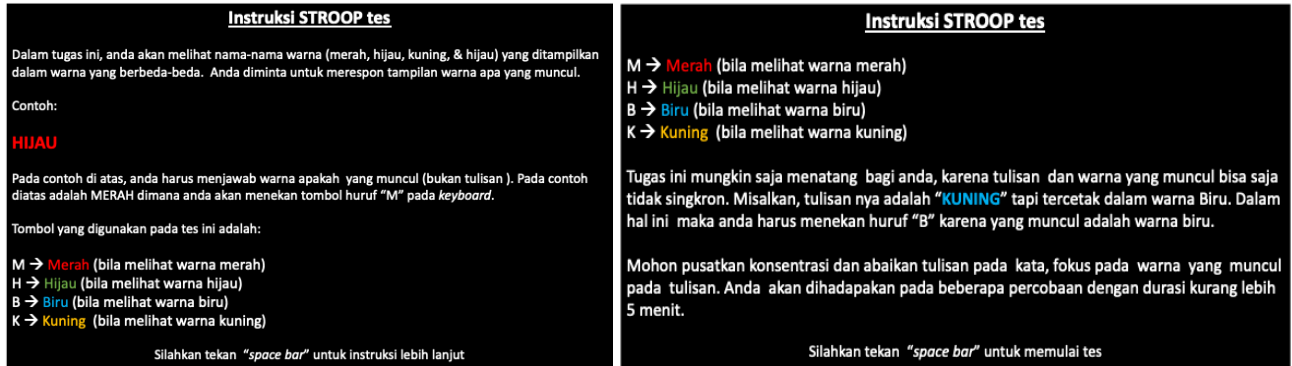 Instruksi STROOP tes
Dalam tugas ini, anda akan melihat nama-nama warna (merah, hijau, kuning, & hijau) yang ditampilkan
dalam warna yang berbeda-beda. Anda diminta untuk merespon tampilan warna apa yang muncul.
Contoh:
HIJAU
Pada contoh di atas, anda harus menjawab warna apakah yang muncul (bukan tulisan ). Pada contoh
diatas adalah MERAH dimana anda akan menekan tombol huruf “M” pada keyboard.
Tombol yang digunakan pada tes ini adalah:
M → Merah (bila melihat warna merah)
H → Hijau (bila melihat warna hijau)
B → Biru (bila melihat warna biru)
K → Kuning (bila melihat warna kuning)
Silahkan tekan “space bar” untuk instruksi lebih lanjut
Instruksi STROOP tes
M → Merah (bila melihat warna merah)
H → Hijau (bila melihat warna hijau)
B → Biru (bila melihat warna biru)
K → Kuning (bila melihat warna kuning)
Tugas ini mungkin saja menatang bagi anda, karena tulisan dan warna yang muncul bisa saja
tidak singkron. Misalkan, tulisan nya adalah “KUNING” tapi tercetak dalam warna Biru. Dalam
hal ini maka anda harus menekan huruf “B” karena yang muncul adalah warna biru.
Mohon pusatkan konsentrasi dan abaikan tulisan pada kata, fokus pada warna yang muncul
pada tulisan. Anda akan dihadapakan pada beberapa percobaan dengan durasi kurang lebih
5 menit.
Silahkan tekan “space bar” untuk memulai tes